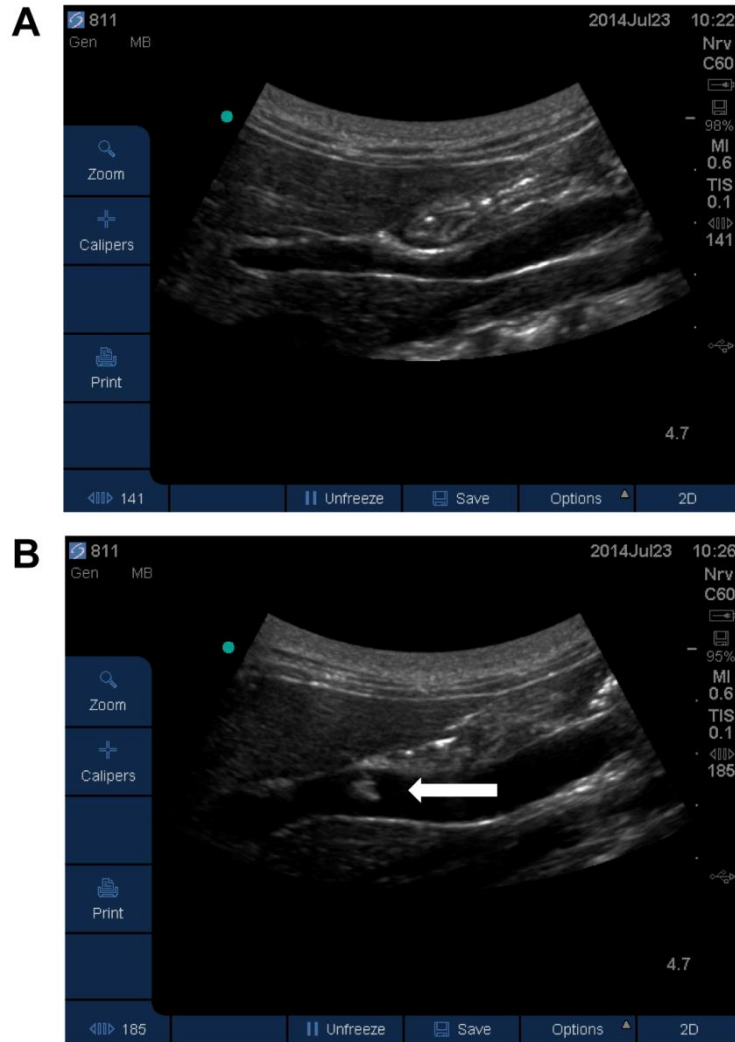 A
811
2014Jul23 10:22
Gen MB
Nrv
C60
98%
MI
0.6
TIS
0.1
141
Zoom
Calipers
Print
4.7
141
Unfreeze
Save
Options
2D
B
811
2014Jul23 10:26
Gen MB
Nrv
C60
95%
MI
0.6
TIS
0.1
185
Zoom
Calipers
Print
4.7
185
Unfreeze
Save
Options
2D